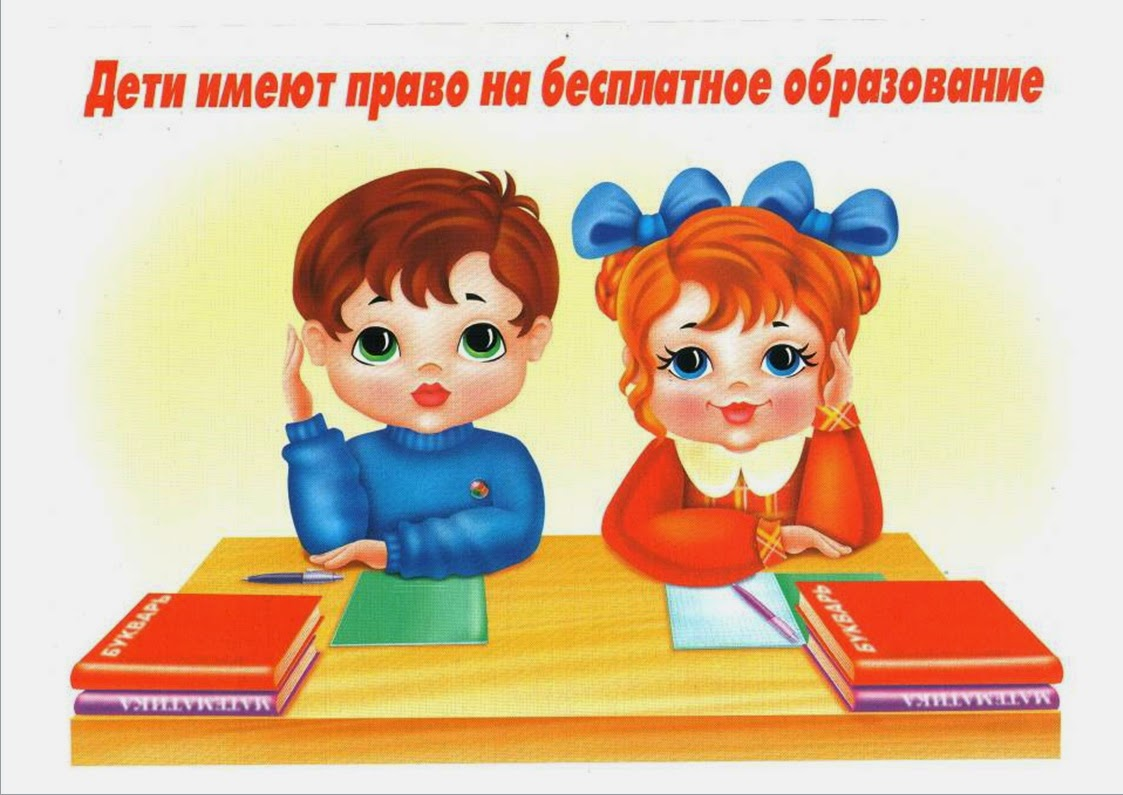 Дети имеют право на бесплатное образование
БУКВАРЬ
МАТЕМАТИКА
БУКВАРЬ
МАТЕМАТИКА